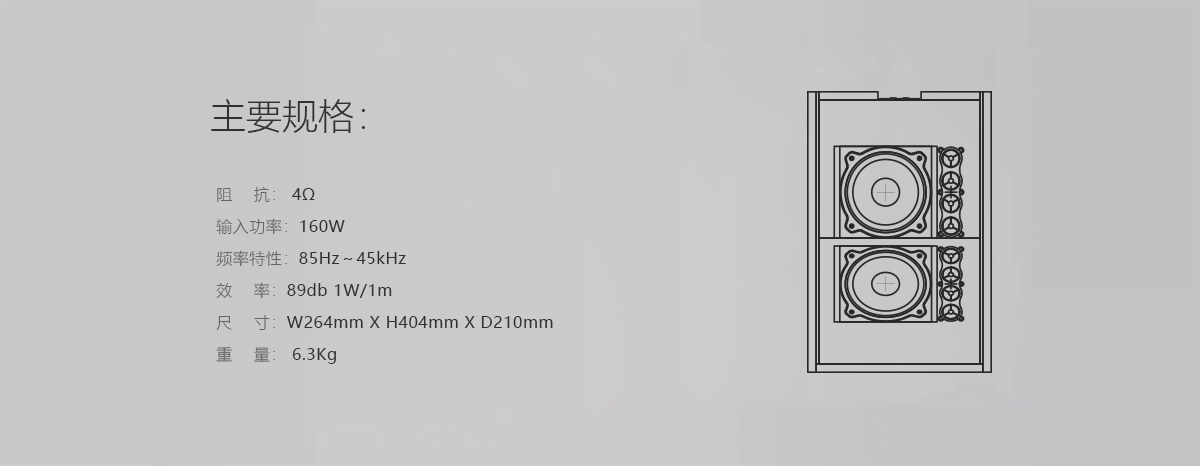 主要规格：
阻 抗： 4Ω
输入功率： 160W
频率特性： 85Hz～45kHz
效 率： 89db 1W/1m
尺 寸： W264mm X H404mm X D210mm
重 量： 6.3Kg